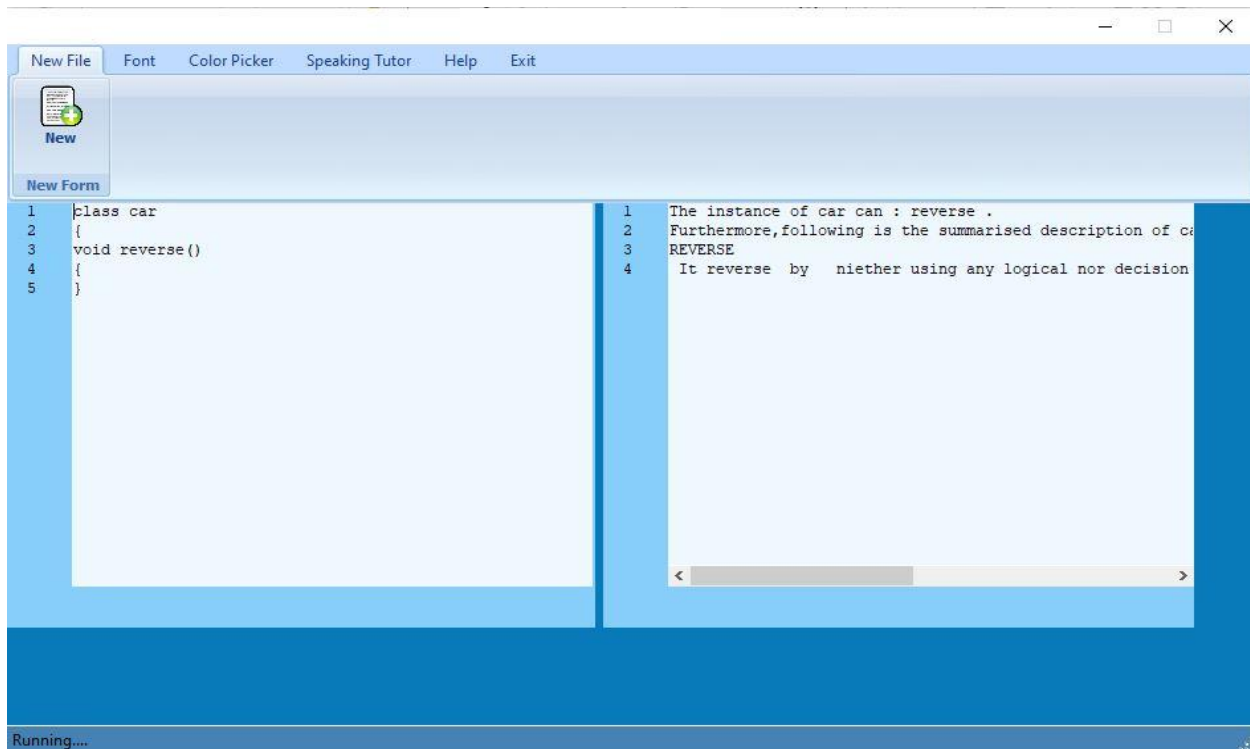 New File Font Color Picker Speaking Tutor Help Exit
New
New Form
1 class car
2 {
3 void reverse()
4 {
5 }
1 The instance of car can : reverse .
2 Furthermore,following is the summarised description of
3 REVERSE
4 It reverse by niether using any logical nor decision
Running....